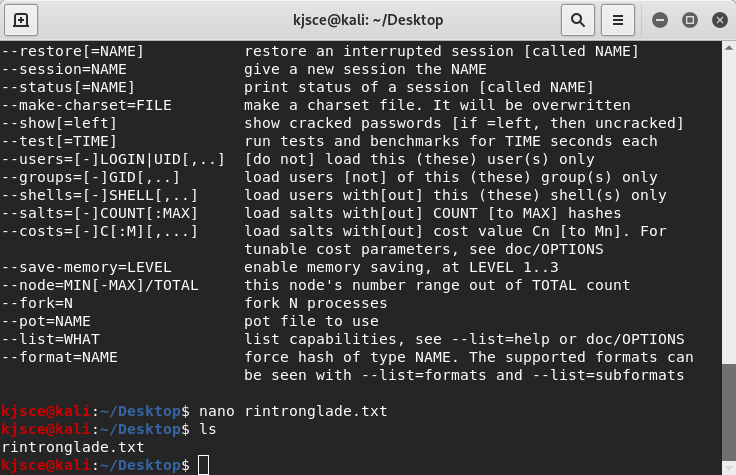 kjsce@kali: ~/Desktop
--restore[=NAME] restore an interrupted session [called NAME]
--session=NAME give a new session the NAME
--status[=NAME] print status of a session [called NAME]
--make-charset=FILE make a charset file. It will be overwritten
--show[=left] show cracked passwords [if =left, then uncracked]
--test[=TIME] run tests and benchmarks for TIME seconds each
--users=[-]LOGIN|UID[,..] [do not] load this (these) user(s) only
--groups=[-]GID[,..] load users [not] of this (these) group(s) only
--shells=[-]SHELL[,..] load users with[out] this (these) shell(s) only
--salts=[-]COUNT[:MAX] load salts with[out] COUNT [to MAX] hashes
--costs=[-]C[:M][,...] load salts with[out] cost value Cn [to Mn]. For
tunable cost parameters, see doc/OPTIONS
--save-memory=LEVEL enable memory saving, at LEVEL 1..3
--node=MIN[-MAX]/TOTAL this node's number range out of TOTAL count
--fork=N fork N processes
--pot=NAME pot file to use
--list=WHAT list capabilities, see --list=help or doc/OPTIONS
--format=NAME force hash of type NAME. The supported formats can
be seen with --list=formats and --list=subformats
kjsce@kali:~/Desktop$ nano rintronglade.txt
kjsce@kali:~/Desktop$ ls
rintronglade.txt
kjsce@kali:~/Desktop$